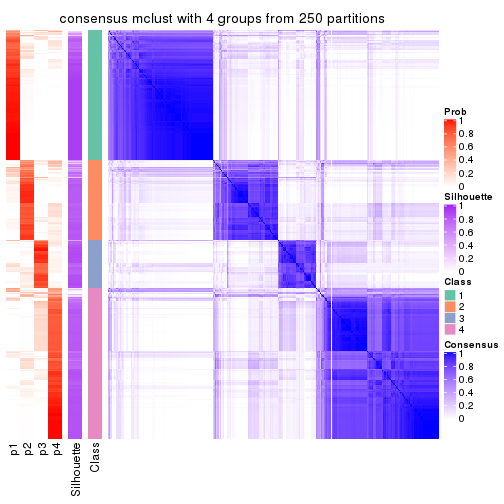 consensus mclust with 4 groups from 250 partitions
Prob
1
0.8
0.6
0.4
0.2
0
Silhouette
1
0.8
0.6
0.4
0.2
0
Class
1
2
3
4
Consensus
1
0.8
0.6
0.4
0.2
0
p1
p2
p3
p4
Silhouette
Class